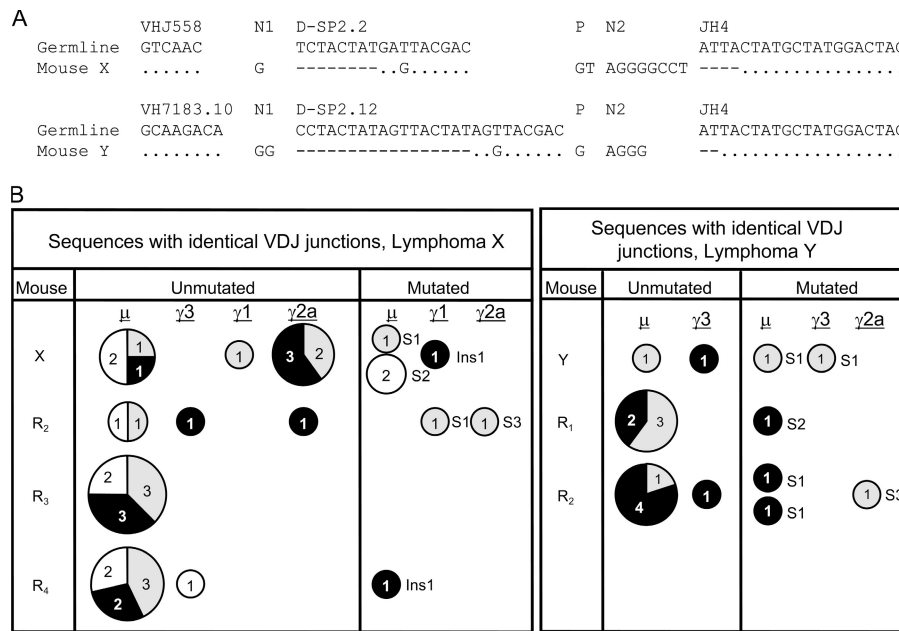 A
VHJ558 N1 D-SP2.2 P N2 JH4
Germline GTCAAC TCTACTATGATTACGAC ATTACTATGCTATGGACTAC
Mouse X ...... G --------..G...... GT AGGGGCCT ----................
VH7183.10 N1 D-SP2.12 P N2 JH4
Germline GCAAGACA CCTACTATAGTTACTATAGTTACGAC ATTACTATGCTATGGACTAC
Mouse Y ........ GG -----------------..G...... G AGGG --..................
B
Sequences with identical VDJ junctions, Lymphoma X
Mouse Unmutated Mutated
μ γ3 γ1 γ2a μ γ1 γ2a
X 2 1 1 1 3 2 1 S1 2 S2 1 Ins1
R2 1 1 1 1 1 S1 1 S3
R3 2 3 3
R4 2 3 2 1 1 Ins1
Sequences with identical VDJ junctions, Lymphoma Y
Mouse Unmutated Mutated
μ γ3 μ γ3 γ2a
Y 1 1 1 S1 1 S1
R1 2 3 1 S2
R2 1 4 1 1 S1 1 S1 1 S3